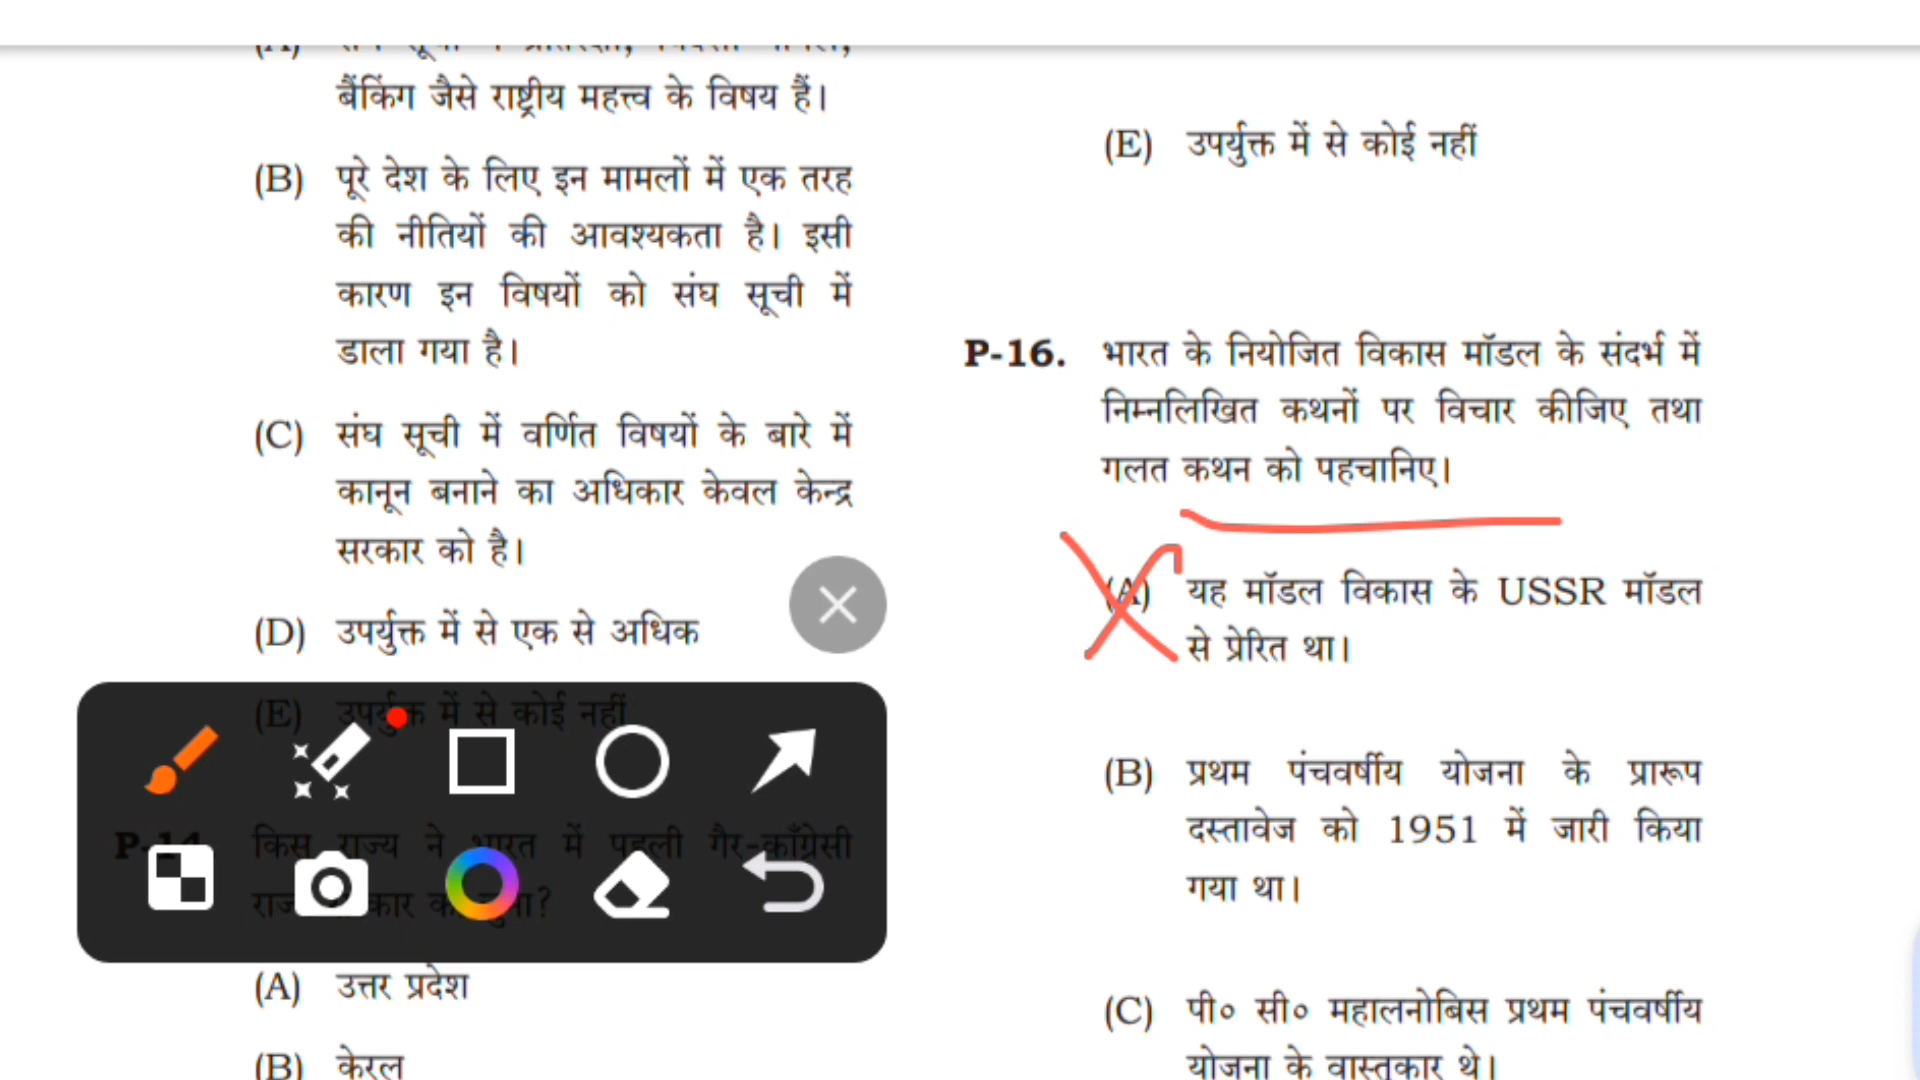 बैंकिंग जैसे राष्ट्रीय महत्त्व के विषय हैं।
(B) पूरे देश के लिए इन मामलों में एक तरह
की नीतियों की आवश्यकता है। इसी
कारण इन विषयों को संघ सूची में
डाला गया है।
(C) संघ सूची में वर्णित विषयों के बारे में
कानून बनाने का अधिकार केवल केन्द्र
सरकार को है।
(D) उपर्युक्त में से एक से अधिक
(E) उपर्युक्त में से कोई नहीं
P-14. किस राज्य ने भारत में पहली गैर-काँग्रेसी
(A) उत्तर प्रदेश
(B) केरल
(E) उपर्युक्त में से कोई नहीं
P-16. भारत के नियोजित विकास मॉडल के संदर्भ में
निम्नलिखित कथनों पर विचार कीजिए तथा
गलत कथन को पहचानिए।
(A) यह मॉडल विकास के USSR मॉडल
से प्रेरित था।
(B) प्रथम पंचवर्षीय योजना के प्रारूप
दस्तावेज को 1951 में जारी किया
गया था।
(C) पी० सी० महालनोबिस प्रथम पंचवर्षीय
योजना के वास्तुकार थे।